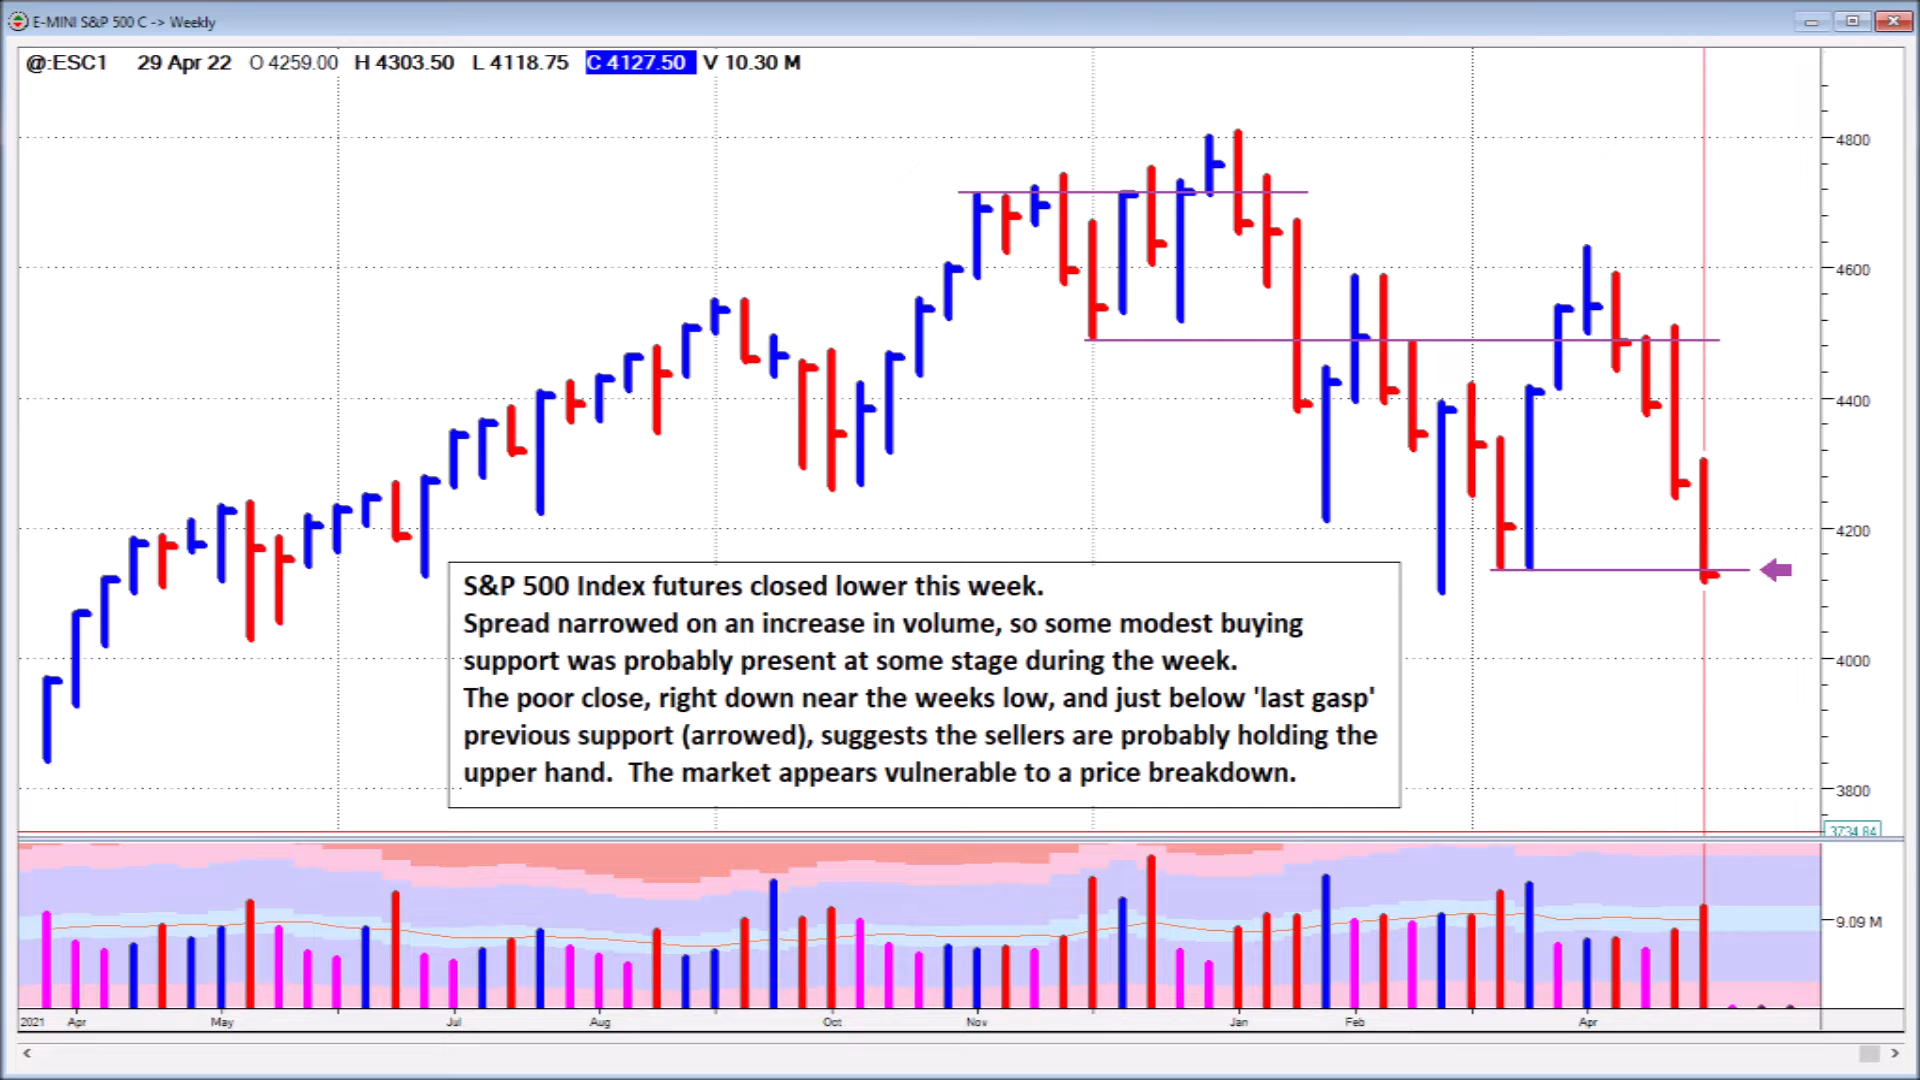 E-MINI S&P 500 C -> Weekly
@:ESC1 29 Apr 22 O 4259.00 H 4303.50 L 4118.75 C 4127.50 V 10.30 M
4800
4600
4400
4200
4000
3800
3734.84
S&P 500 Index futures closed lower this week.
Spread narrowed on an increase in volume, so some modest buying
support was probably present at some stage during the week.
The poor close, right down near the weeks low, and just below 'last gasp'
previous support (arrowed), suggests the sellers are probably holding the
upper hand.  The market appears vulnerable to a price breakdown.
9.09 M
2021 Apr May Jul Aug Oct Nov Jan Feb Apr